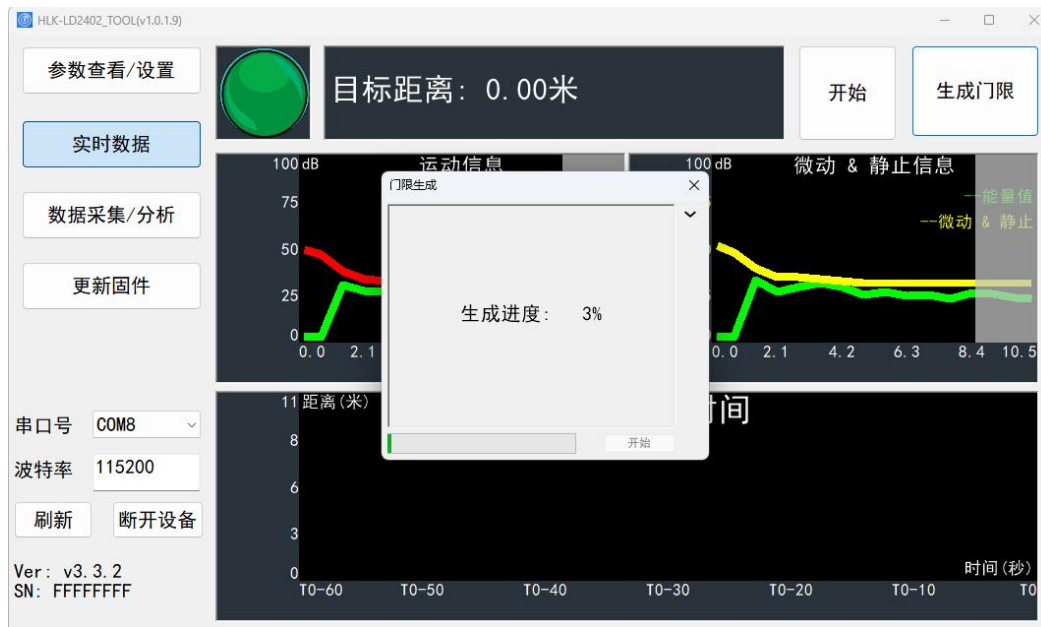 HLK-LD2402_TOOL(v1.0.1.9)
参数查看/设置
实时数据
数据采集/分析
更新固件
目标距离: 0.00米
开始
生成门限
100 dB
运动信息
75
50
25
0
0.0 2.1
门限生成
生成进度: 3%
开始
100 dB
微动 & 静止信息
--能量值
--微动 & 静止
0.0 2.1 4.2 6.3 8.4 10.5
11 距离(米)
时间
8
6
3
0
时间(秒)
T0-60 T0-50 T0-40 T0-30 T0-20 T0-10 T0
串口号 COM8
波特率 115200
刷新
断开设备
Ver: v3.3.2
SN: FFFFFFFF